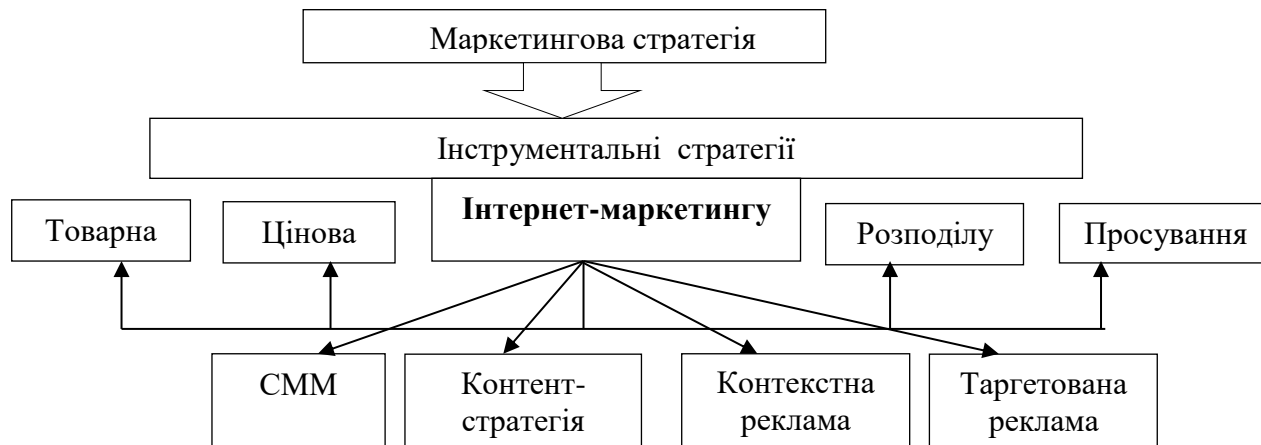 Маркетингова стратегія
Інструментальні стратегії
Інтернет-маркетингу
Товарна
Цінова
Розподілу
Просування
СММ
Контент-
стратегія
Контекстна
реклама
Таргетована
реклама